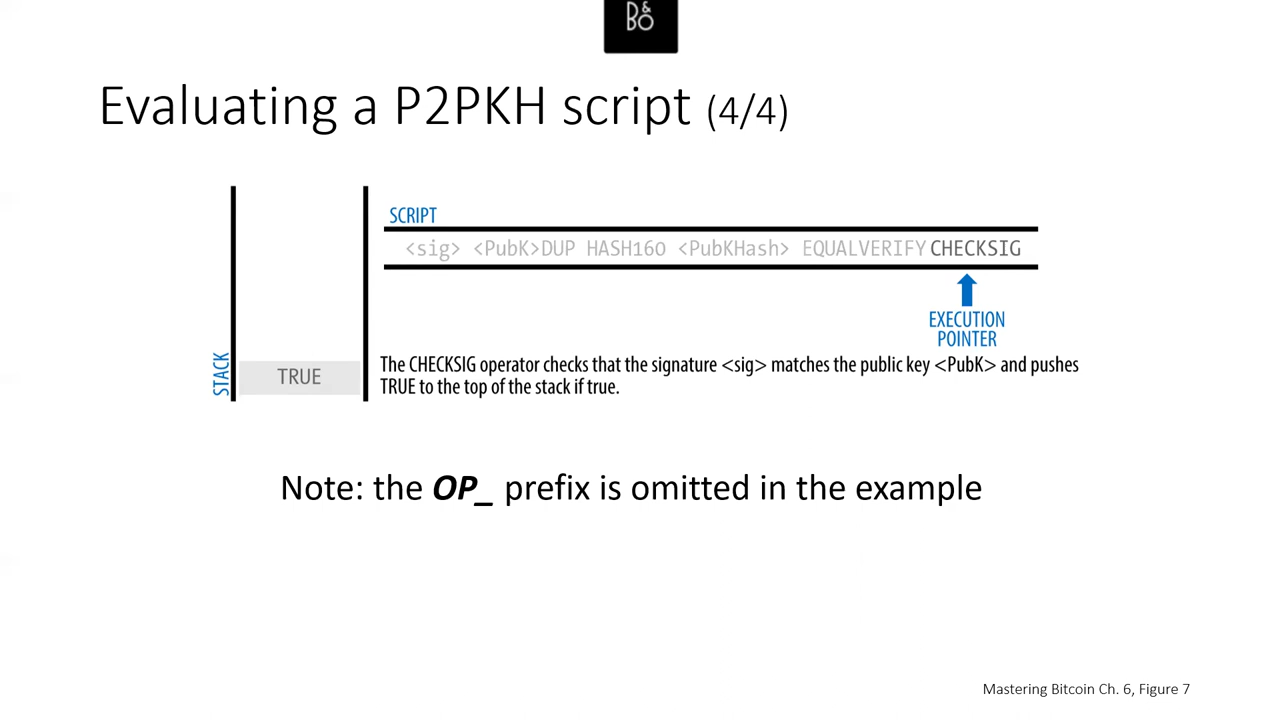 B&O
Evaluating a P2PKH script (4/4)
SCRIPT
<sig> <PubK>DUP HASH160 <PubKHash> EQUALVERIFY CHECKSIG
EXECUTION
POINTER
STACK
TRUE
The CHECKSIG operator checks that the signature <sig> matches the public key <PubK> and pushes
TRUE to the top of the stack if true.
Note: the OP_ prefix is omitted in the example
Mastering Bitcoin Ch. 6, Figure 7